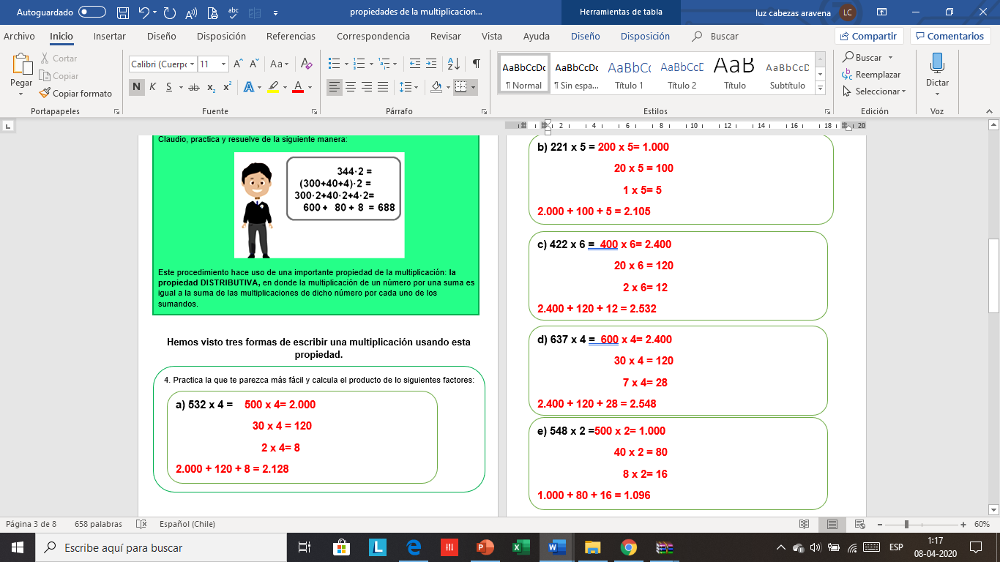 Autoguardado
propiedades de la multiplicacion...
Herramientas de tabla
luz cabezas aravena
LC
Archivo Inicio Insertar Diseño Disposición Referencias Correspondencia Revisar Vista Ayuda Diseño Disposición Buscar
Compartir Comentarios
Pegar
Cortar
Copiar
Copiar formato
Portapapeles
Calibri (Cuerpo 11
Fuente
Párrafo
AaBbCcDc AaBbCcDc AaBbCc AaBbCcD AaB AaBbCcD
¶ Normal ¶ Sin espa... Título 1 Título 2 Título Subtítulo
Estilos
Buscar
Reemplazar
Seleccionar
Edición
Dictar
Voz
2 4 6 8 10 12 14 16 18 20
Claudio, practica y resuelve de la siguiente manera:
344·2 =
(300+40+4)·2 =
300·2+40·2+4·2=
600 + 80 + 8 = 688
Este procedimiento hace uso de una importante propiedad de la multiplicación: la
propiedad DISTRIBUTIVA, en donde la multiplicación de un número por una suma es
igual a la suma de las multiplicaciones de dicho número por cada uno de los
sumandos.
Hemos visto tres formas de escribir una multiplicación usando esta
propiedad.
4. Practica la que te parezca más fácil y calcula el producto de lo siguientes factores:
a) 532 x 4 = 500 x 4= 2.000
30 x 4 = 120
2 x 4= 8
2.000 + 120 + 8 = 2.128
b) 221 x 5 = 200 x 5= 1.000
20 x 5 = 100
1 x 5= 5
2.000 + 100 + 5 = 2.105
c) 422 x 6 = 400 x 6= 2.400
20 x 6 = 120
2 x 6= 12
2.400 + 120 + 12 = 2.532
d) 637 x 4 = 600 x 4= 2.400
30 x 4 = 120
7 x 4= 28
2.400 + 120 + 28 = 2.548
e) 548 x 2 =500 x 2= 1.000
40 x 2 = 80
8 x 2= 16
1.000 + 80 + 16 = 1.096
Página 3 de 8 658 palabras Español (Chile) 60%
Escribe aquí para buscar
ESP
1:17
08-04-2020